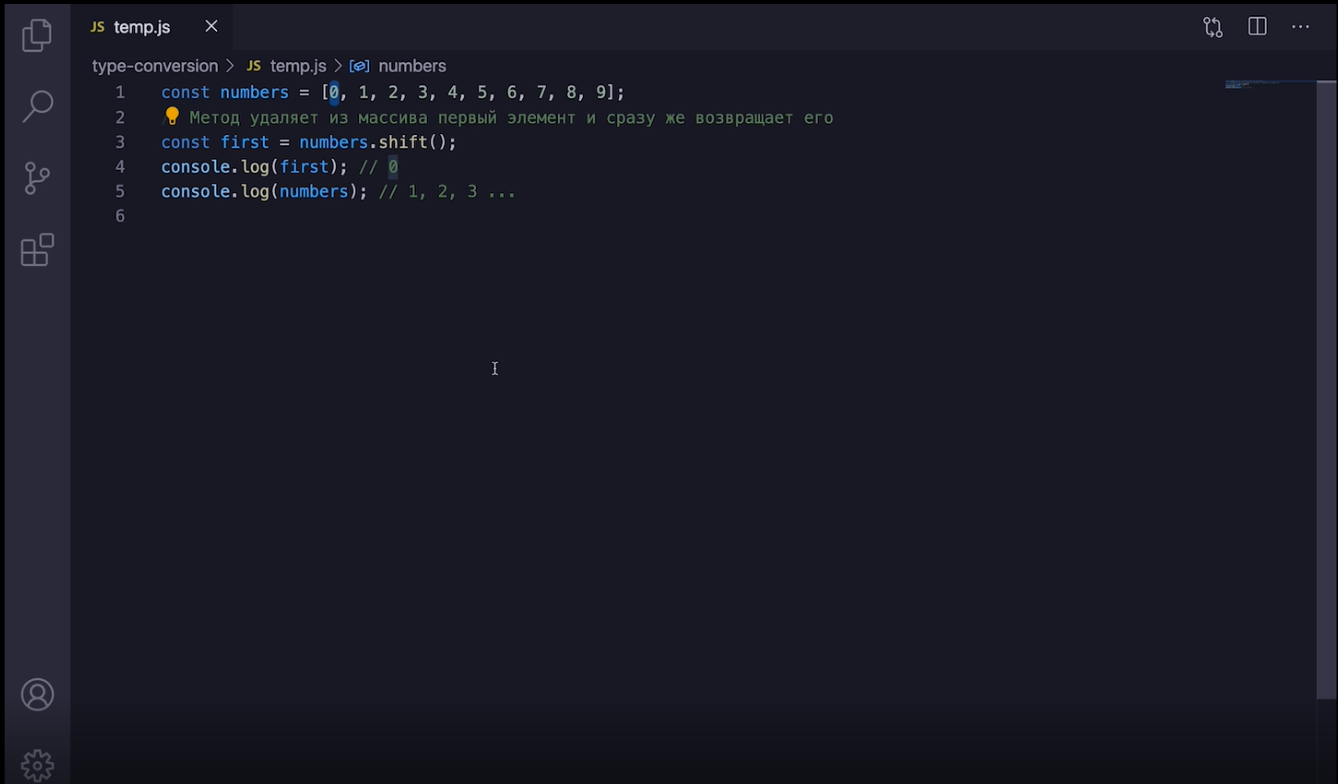 JS temp.js
type-conversion > JS temp.js > numbers
1 const numbers = [0, 1, 2, 3, 4, 5, 6, 7, 8, 9];
2 Метод удаляет из массива первый элемент и сразу же возвращает его
3 const first = numbers.shift();
4 console.log(first); // 0
5 console.log(numbers); // 1, 2, 3 ...
6